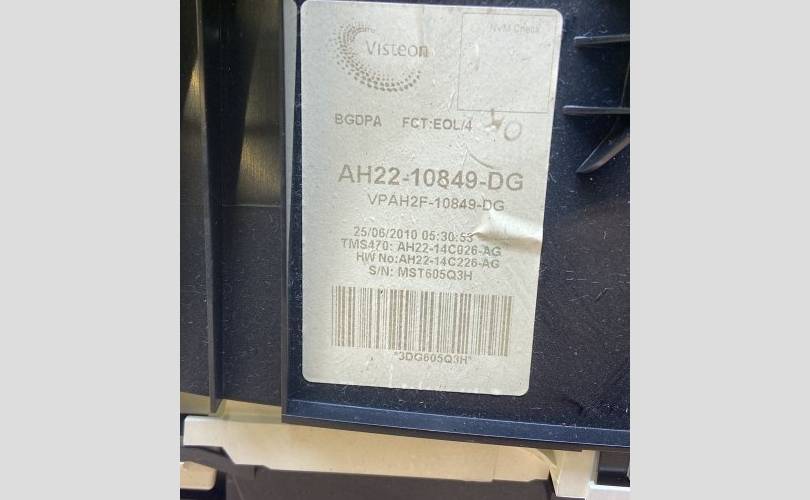 Visteon
NVM Check
BGDPA FCT:EOL/4
AH22-10849-DG
VPAH2F-10849-DG
25/06/2010 05:30:53
TMS470: AH22-14C026-AG
HW No:AH22-14C226-AG
S/N: MST605Q3H
*3DG605Q3H*